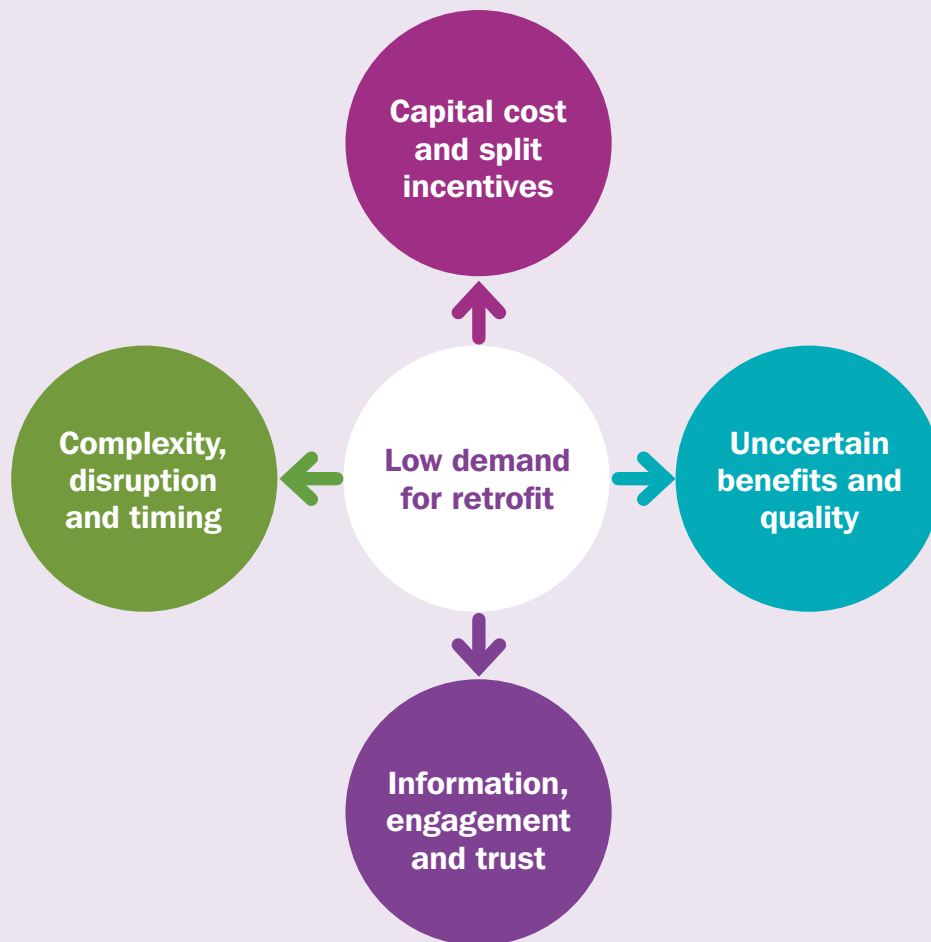 Capital cost
and split
incentives
Complexity,
disruption
and timing
Low demand
for retrofit
Unccertain
benefits and
quality
Information,
engagement
and trust